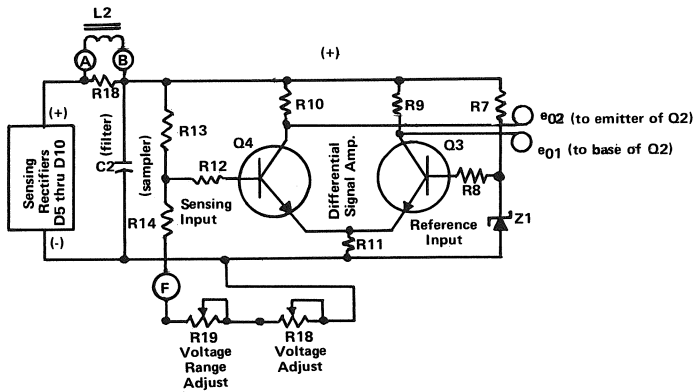 L2
A
B
R18
(+)
(+)
Sensing
Rectifiers
D5 thru D10
(-)
C2
(filter)
R13
(sampler)
R14
R12
Sensing
Input
Q4
R10
Differential
Signal Amp.
R11
R9
Q3
R8
Reference
Input
R7
Z1
e02 (to emitter of Q2)
e01 (to base of Q2)
F
R19
Voltage
Range
Adjust
R18
Voltage
Adjust